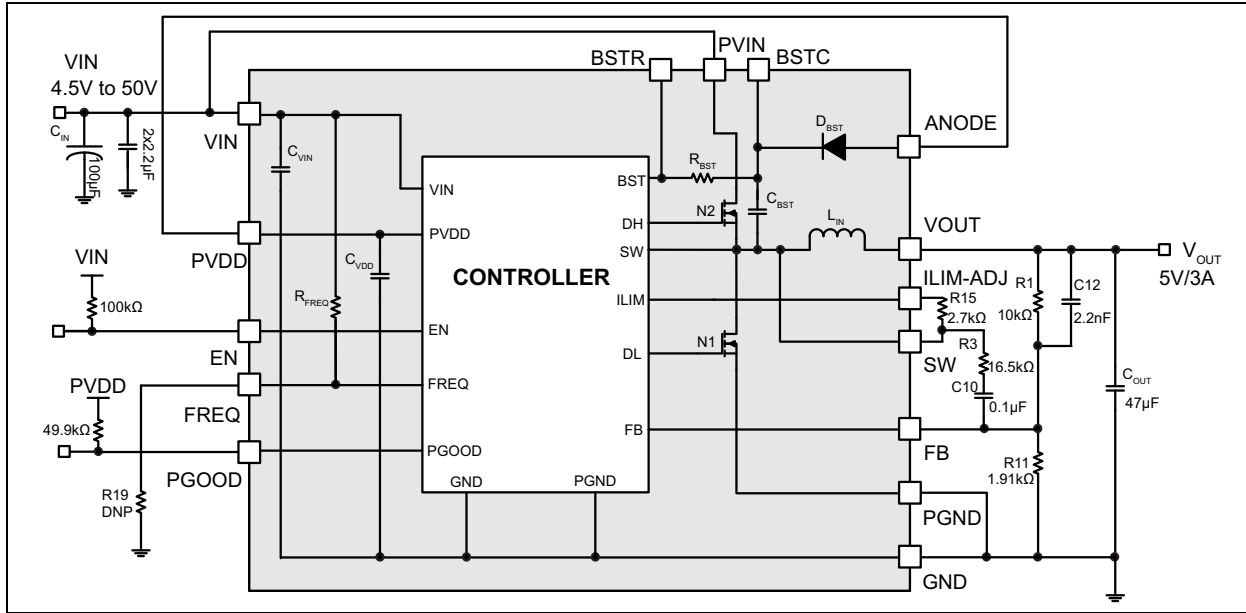 VIN
4.5V to 50V
C_IN
100µF
2x2.2µF
VIN
PVDD
VIN
100kΩ
EN
FREQ
PVDD
49.9kΩ
PGOOD
R19
DNP
BSTR
PVIN
BSTC
C_VIN
C_VDD
R_FREQ
VIN
PVDD
EN
FREQ
PGOOD
GND
PGND
CONTROLLER
BST
DH
SW
ILIM
DL
FB
R_BST
D_BST
C_BST
N2
N1
L_IN
ANODE
VOUT
ILIM-ADJ
R15
2.7kΩ
SW
R3
16.5kΩ
C10
0.1µF
FB
PGND
GND
R1
10kΩ
C12
2.2nF
R11
1.91kΩ
C_OUT
47µF
V_OUT
5V/3A